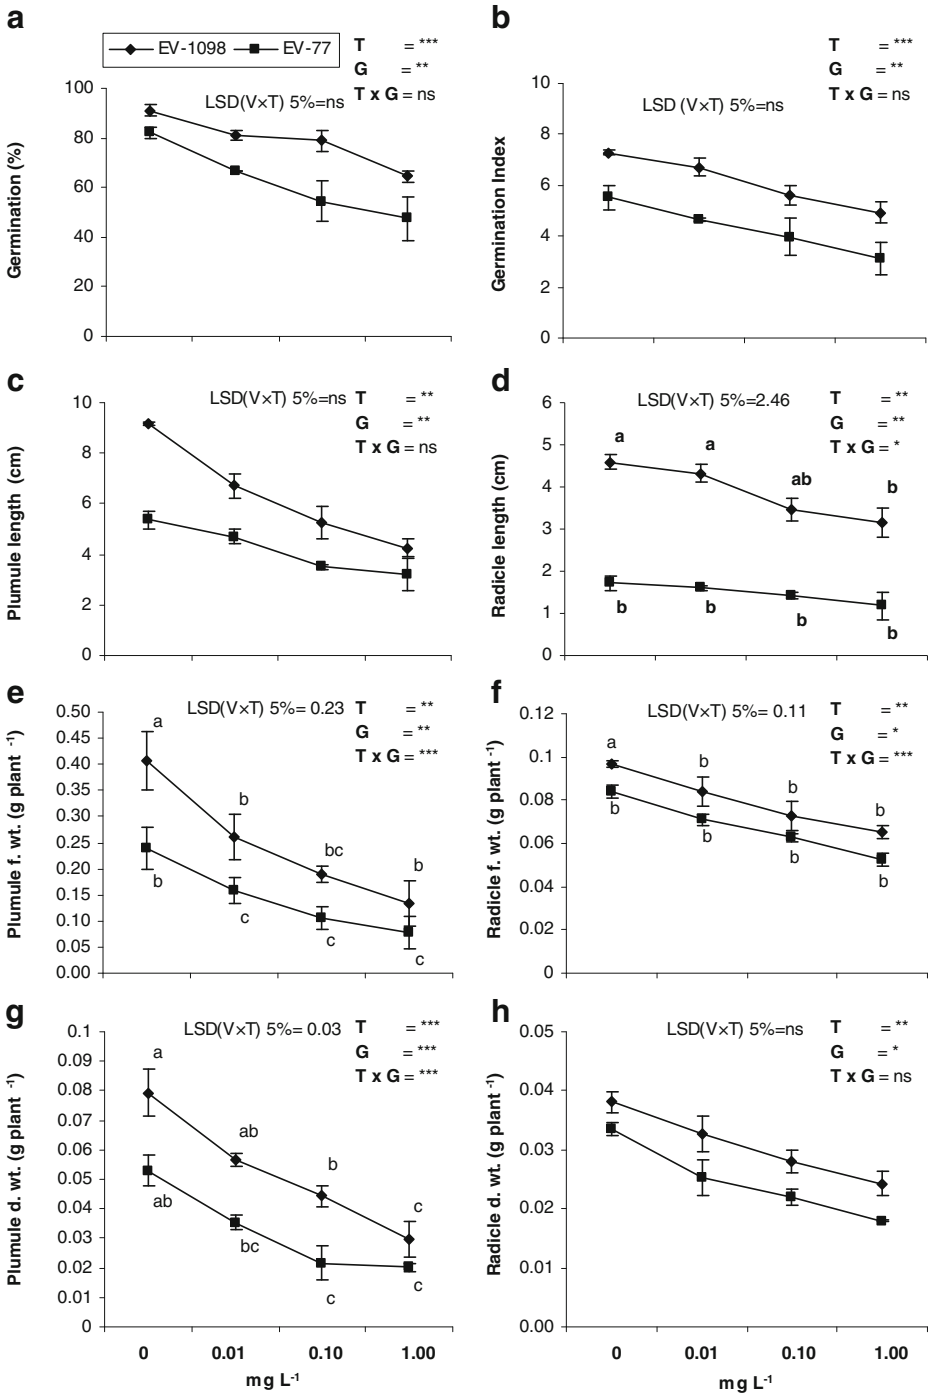 a
EV-1098 EV-77
T = ***
G = **
T x G = ns
LSD(V×T) 5%=ns
Germination (%)
100
80
60
40
20
0
b
T = ***
G = **
T x G = ns
LSD (V×T) 5%=ns
Germination Index
10
8
6
4
2
0
c
LSD(V×T) 5%=ns
T = **
G = **
T x G = ns
Plumule length (cm)
10
8
6
4
2
0
d
LSD(V×T) 5%=2.46
T = **
G = **
T x G = *
Radicle length (cm)
6
5
4
3
2
1
0
a a ab b
b b b b
e
LSD(V×T) 5%= 0.23
T = **
G = **
T x G = ***
Plumule f. wt. (g plant -1)
0.50
0.45
0.40
0.35
0.30
0.25
0.20
0.15
0.10
0.05
0.00
a b bc b
b c c c
f
LSD(V×T) 5%= 0.11
T = **
G = *
T x G = ***
Radicle f. wt. (g plant -1)
0.12
0.1
0.08
0.06
0.04
0.02
0
a b b b
b b b b
g
LSD(V×T) 5%= 0.03
T = ***
G = ***
T x G = ***
Plumule d. wt. (g plant -1)
0.1
0.09
0.08
0.07
0.06
0.05
0.04
0.03
0.02
0.01
0
a ab b c
ab bc c c
0 0.01 0.10 1.00
mg L-1
h
LSD(V×T) 5%=ns
T = **
G = *
T x G = ns
Radicle d. wt. (g plant -1)
0.05
0.04
0.03
0.02
0.01
0.00
0 0.01 0.10 1.00
mg L-1